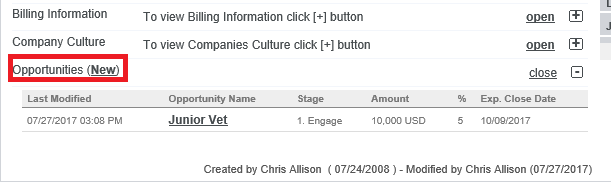 Billing Information To view Billing Information click [+] button open [+]
Company Culture To view Companies Culture click [+] button open [+]
Opportunities (New) close [-]
Last Modified Opportunity Name Stage Amount % Exp. Close Date
07/27/2017 03:08 PM Junior Vet 1. Engage 10,000 USD 5 10/09/2017
Created by Chris Allison ( 07/24/2008 ) - Modified by Chris Allison (07/27/2017)